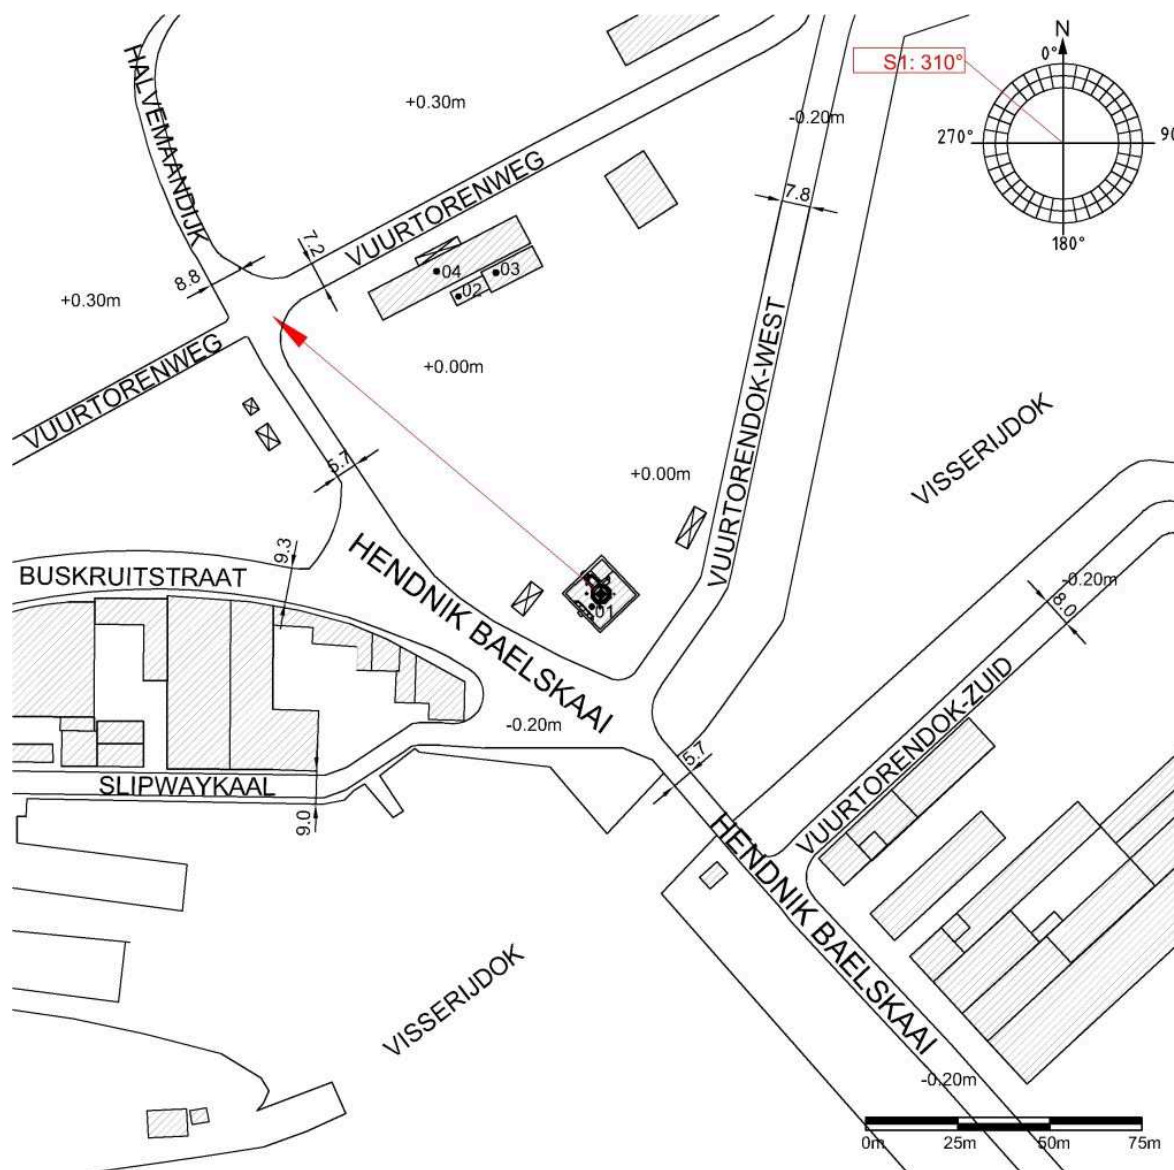 N
0°
S1: 310°
270°
90
180°
HALVEMAANDIJK
+0.30m
-0.20m
VUURTORENWEG
7.8
7.2
8.8
04
03
02
+0.30m
+0.00m
VUURTORENWEG
VUURTORENDOK-WEST
VISSERIJDOK
5.7
+0.00m
HENDNIK BAELSKAAI
9.3
BUSKRUITSTRAAT
01
-0.20m
8.0
-0.20m
5.7
VUURTORENDOK-ZUID
SLIPWAYKAAL
9.0
HENDNIK BAELSKAAI
VISSERIJDOK
-0.20m
0m 25m 50m 75m